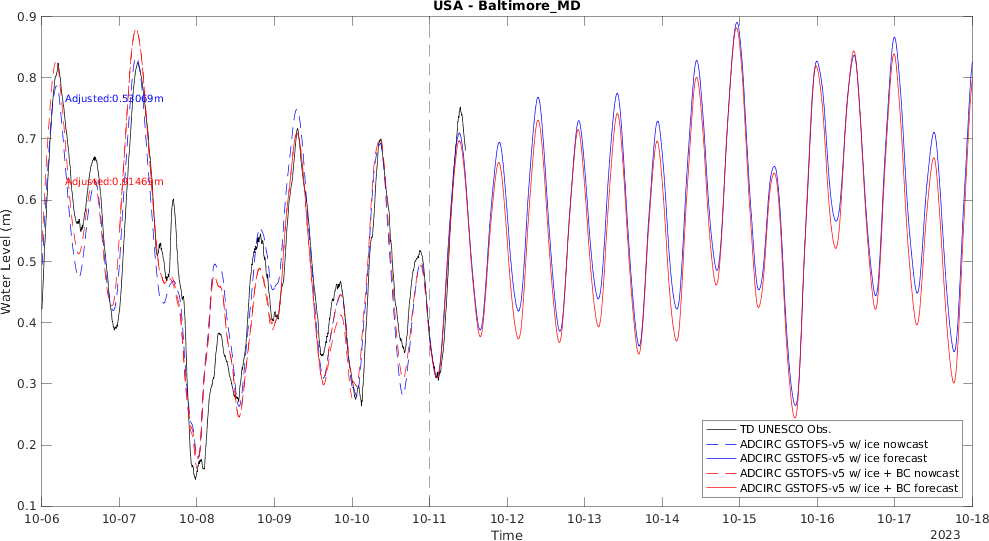 USA - Baltimore_MD
0.9
0.8
0.7
0.6
0.5
0.4
0.3
0.2
0.1
Water Level (m)
Adjusted:0.53069m
TD UNESCO Obs.
ADCIRC GSTOFS-v5 w/ ice nowcast
ADCIRC GSTOFS-v5 w/ ice forecast
ADCIRC GSTOFS-v5 w/ ice + BC nowcast
ADCIRC GSTOFS-v5 w/ ice + BC forecast
10-06 10-07 10-08 10-09 10-10 10-11 10-12 10-13 10-14 10-15 10-16 10-17 10-18
Time
2023